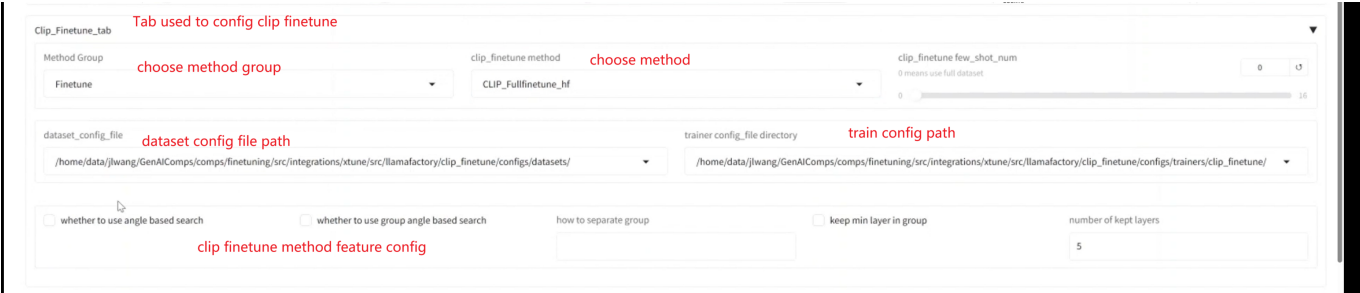 Tab used to config clip finetune
Clip_Finetune_tab
Method Group
choose method group
Finetune
clip_finetune method
choose method
CLIP_Fullfinetune_hf
clip_finetune few_shot_num
0 means use full dataset
0
0
16
dataset_config_file
dataset config file path
/home/data/jlwang/GenAIComps/comps/finetuning/src/integrations/xtune/src/llamafactory/clip_finetune/configs/datasets/
trainer config_file directory
train config path
/home/data/jlwang/GenAIComps/comps/finetuning/src/integrations/xtune/src/llamafactory/clip_finetune/configs/trainers/clip_finetune/
whether to use angle based search
whether to use group angle based search
how to separate group
keep min layer in group
number of kept layers
5
clip finetune method feature config